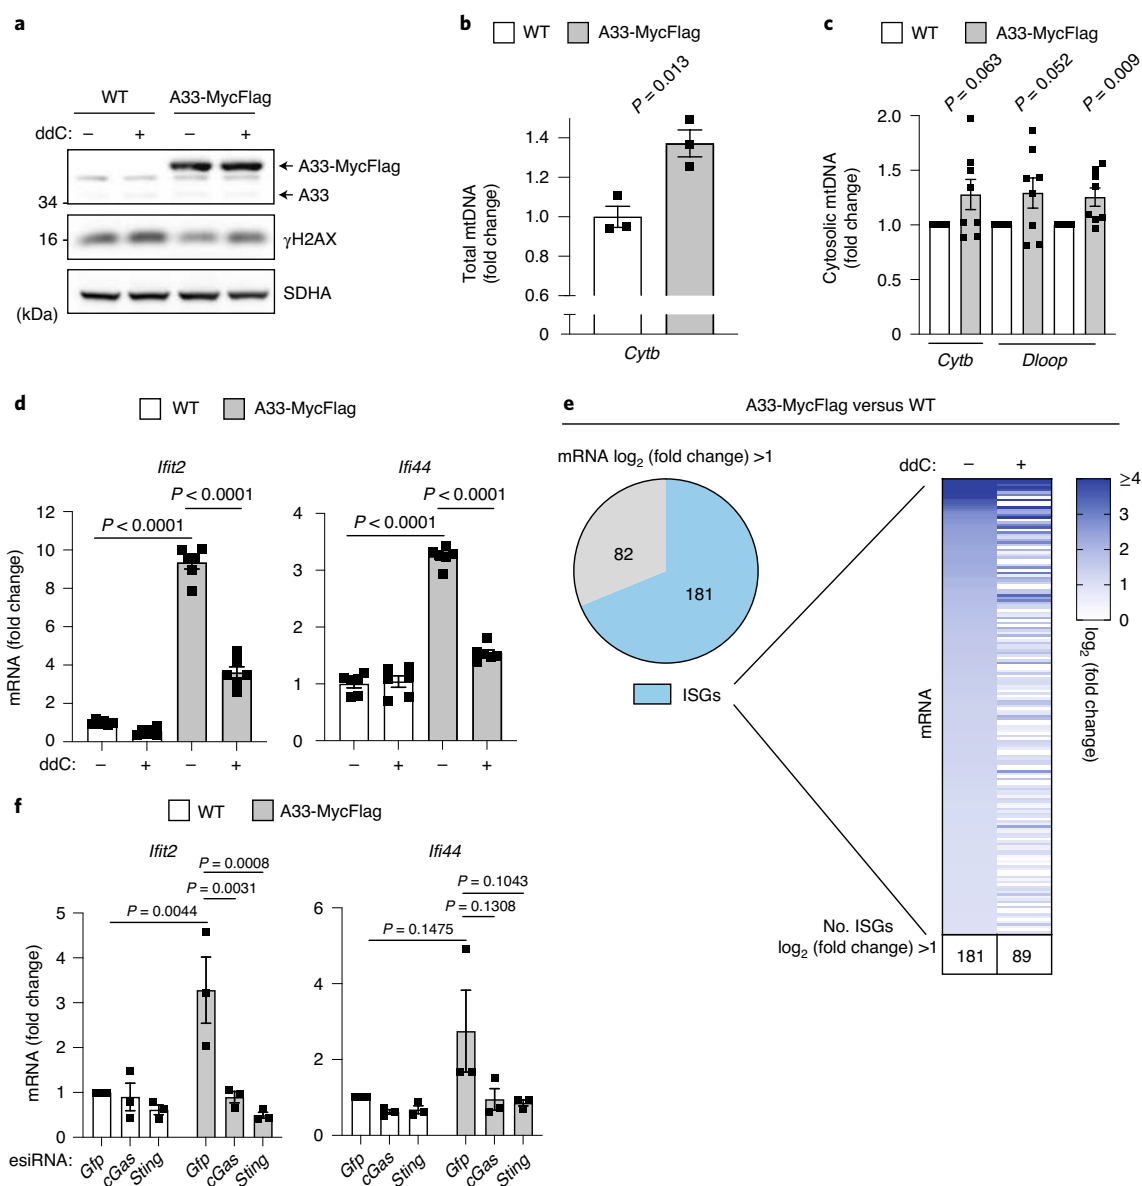 a
WT A33-MycFlag
ddC: – + – +
A33-MycFlag
A33
34
16
γH2AX
SDHA
(kDa)
b
WT A33-MycFlag
P = 0.013
1.4
1.2
1.0
0.8
0.6
0
Total mtDNA
(fold change)
Cytb
c
WT A33-MycFlag
P = 0.063
P = 0.052
P = 0.009
2.0
1.5
1.0
0.5
0
Cytosolic mtDNA
(fold change)
Cytb Dloop
d
WT A33-MycFlag
Ifit2
P < 0.0001
P < 0.0001
12
10
8
6
4
2
0
mRNA (fold change)
ddC: – + – +
Ifi44
P < 0.0001
P < 0.0001
4
3
2
1
0
– + – +
e
A33-MycFlag versus WT
mRNA log2 (fold change) >1
82
181
ISGs
ddC: – +
mRNA
≥4
3
2
1
0
log2 (fold change)
No. ISGs
log2 (fold change) >1
181 89
f
WT A33-MycFlag
Ifit2
P = 0.0008
P = 0.0031
P = 0.0044
5
4
3
2
1
0
mRNA (fold change)
esiRNA: Gfp cGas Sting Gfp cGas Sting
Ifi44
P = 0.1043
P = 0.1308
P = 0.1475
6
4
2
0
Gfp cGas Sting Gfp cGas Sting